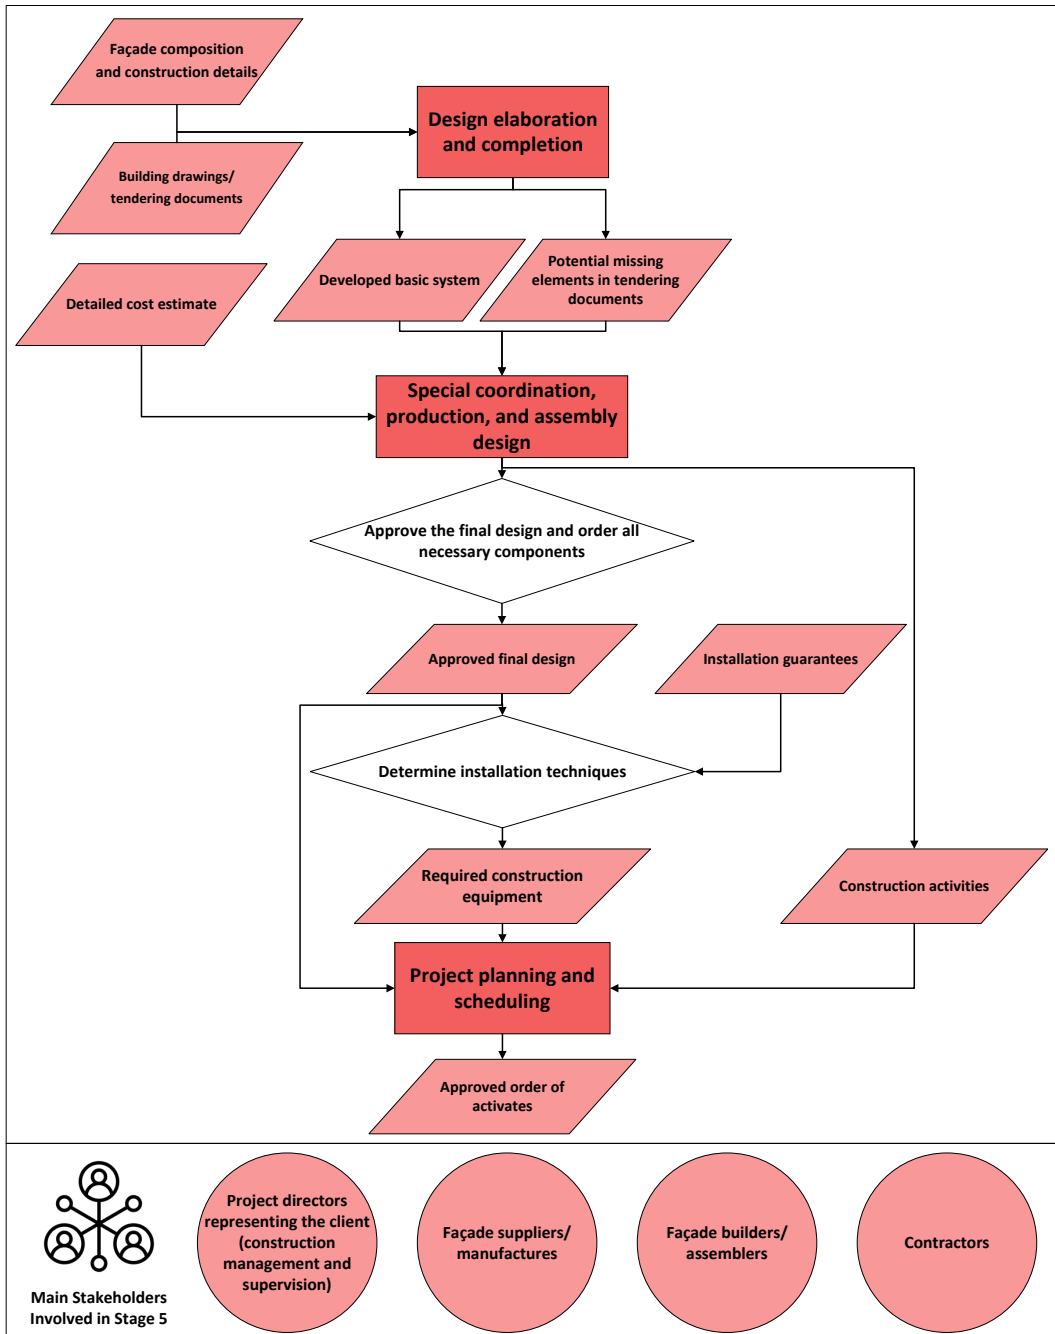 Façade composition
and construction details
Building drawings/
tendering documents
Design elaboration
and completion
Developed basic system
Potential missing
elements in tendering
documents
Detailed cost estimate
Special coordination,
production, and assembly
design
Approve the final design and order all
necessary components
Approved final design
Installation guarantees
Determine installation techniques
Required construction
equipment
Construction activities
Project planning and
scheduling
Approved order of
activates
Main Stakeholders
Involved in Stage 5
Project directors
representing the client
(construction
management and
supervision)
Façade suppliers/
manufactures
Façade builders/
assemblers
Contractors